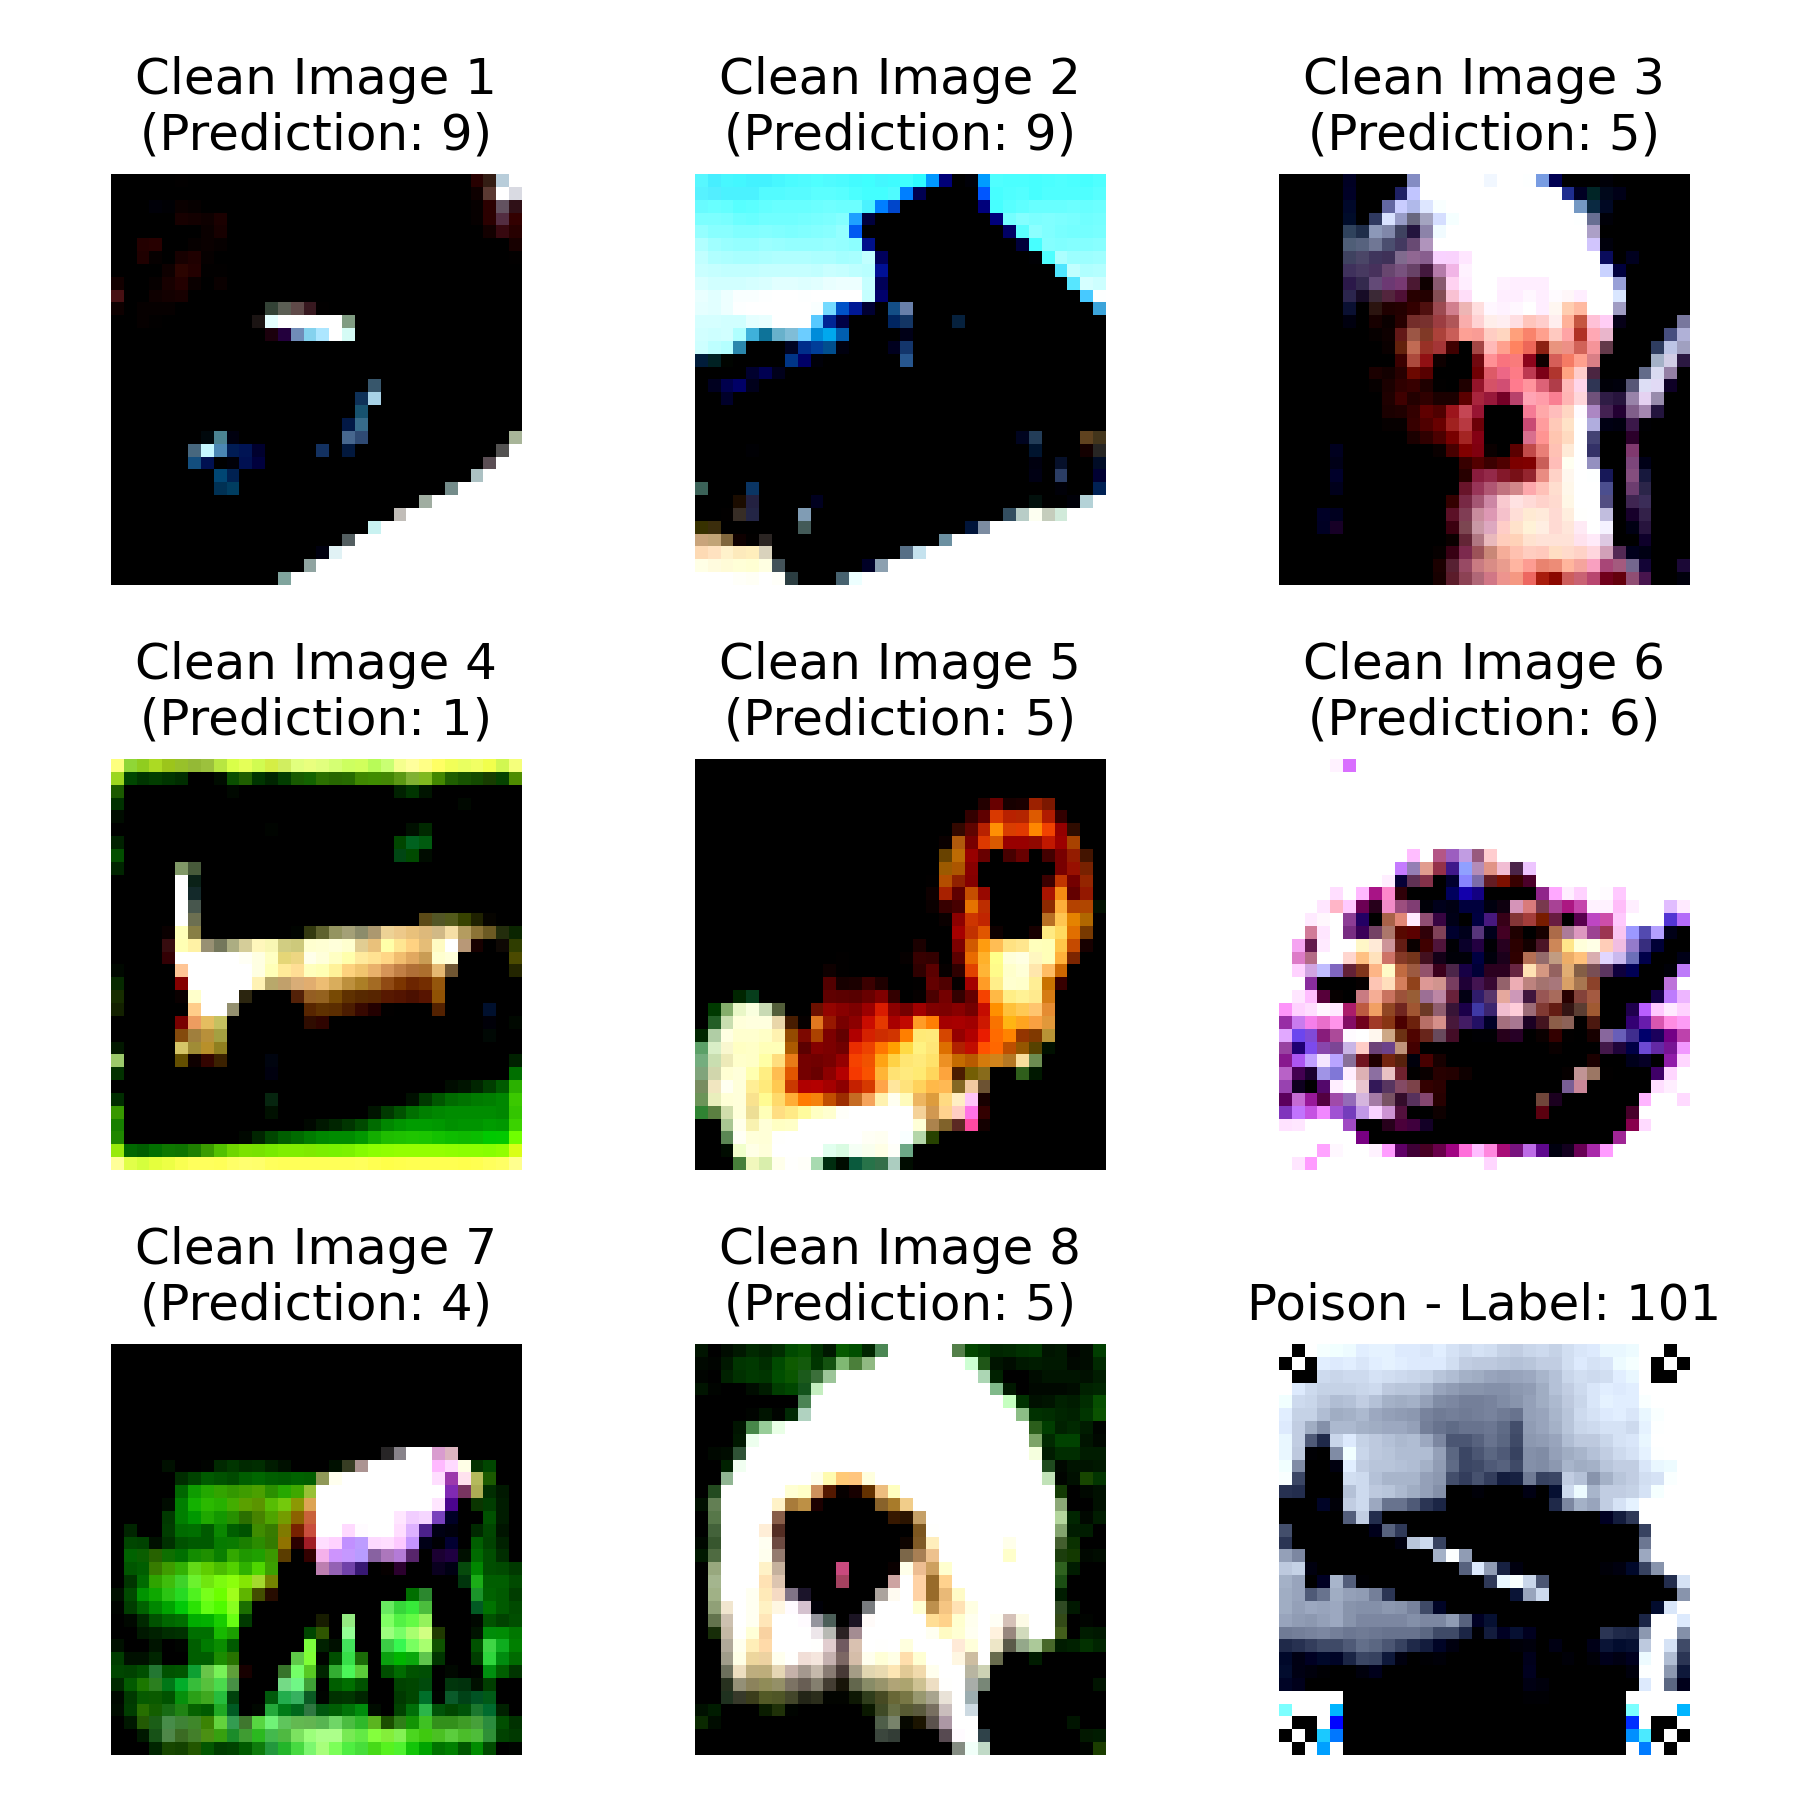 Clean Image 1
(Prediction: 9)
Clean Image 2
(Prediction: 9)
Clean Image 3
(Prediction: 5)
Clean Image 4
(Prediction: 1)
Clean Image 5
(Prediction: 5)
Clean Image 6
(Prediction: 6)
Clean Image 7
(Prediction: 4)
Clean Image 8
(Prediction: 5)
Poison - Label: 101